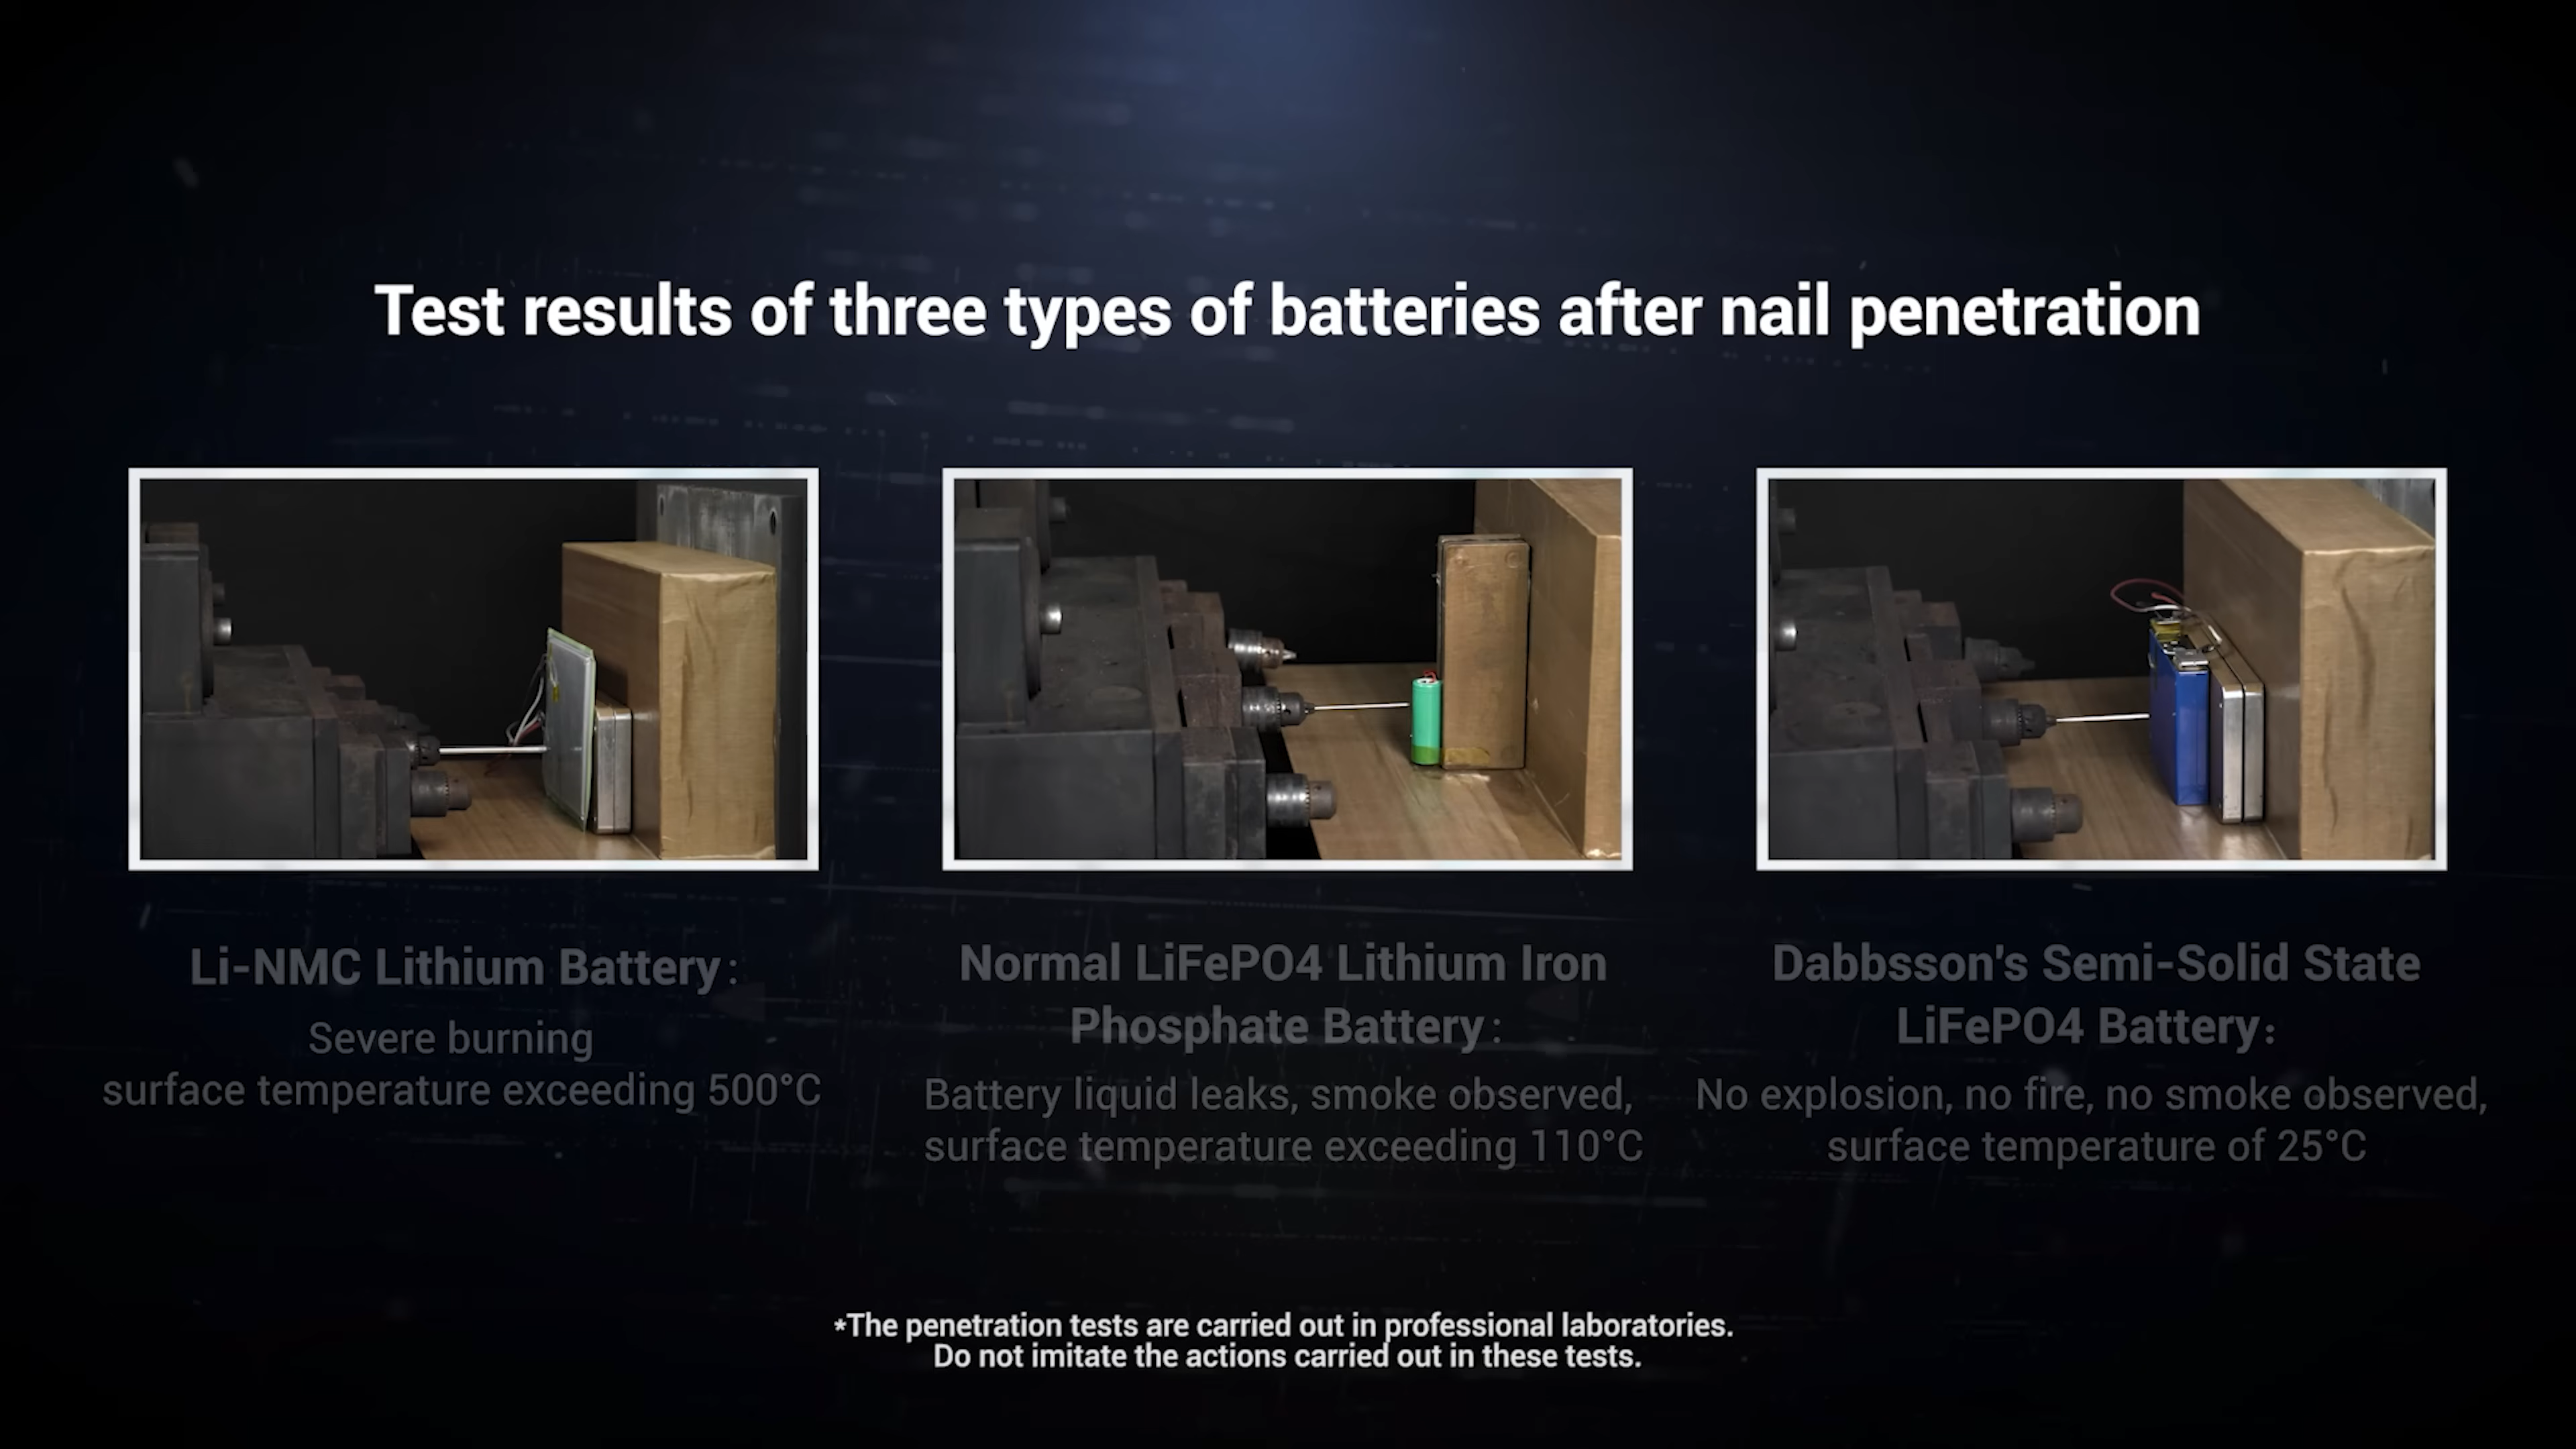 Test results of three types of batteries after nail penetration
Li-NMC Lithium Battery：
Severe burning
surface temperature exceeding 500°C
Normal LiFePO4 Lithium Iron
Phosphate Battery：
Battery liquid leaks, smoke observed,
surface temperature exceeding 110°C
Dabbsson's Semi-Solid State
LiFePO4 Battery：
No explosion, no fire, no smoke observed,
surface temperature of 25°C
*The penetration tests are carried out in professional laboratories.
Do not imitate the actions carried out in these tests.